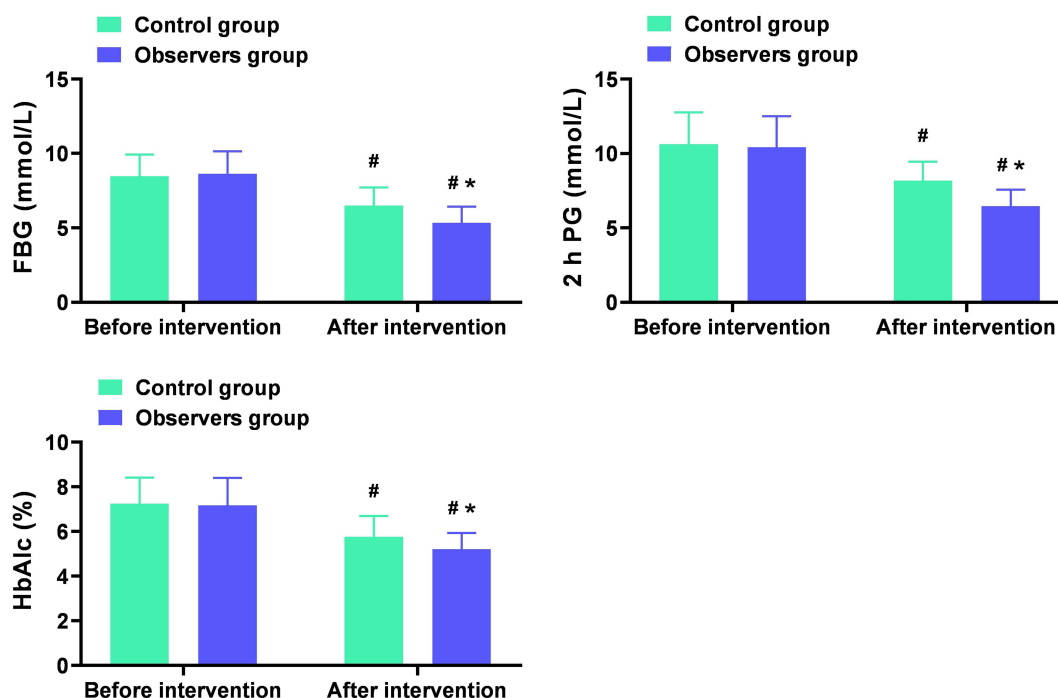 Control group
Observers group
FBG (mmol/L)
15
10
5
0
#
# *
Before intervention
After intervention
Control group
Observers group
2 h PG (mmol/L)
15
10
5
0
#
# *
Before intervention
After intervention
Control group
Observers group
HbAlc (%)
10
8
6
4
2
0
#
# *
Before intervention
After intervention